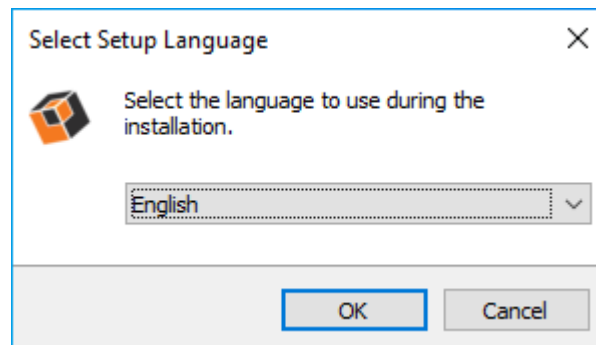 Select Setup Language
Select the language to use during the
installation.
English
OK
Cancel